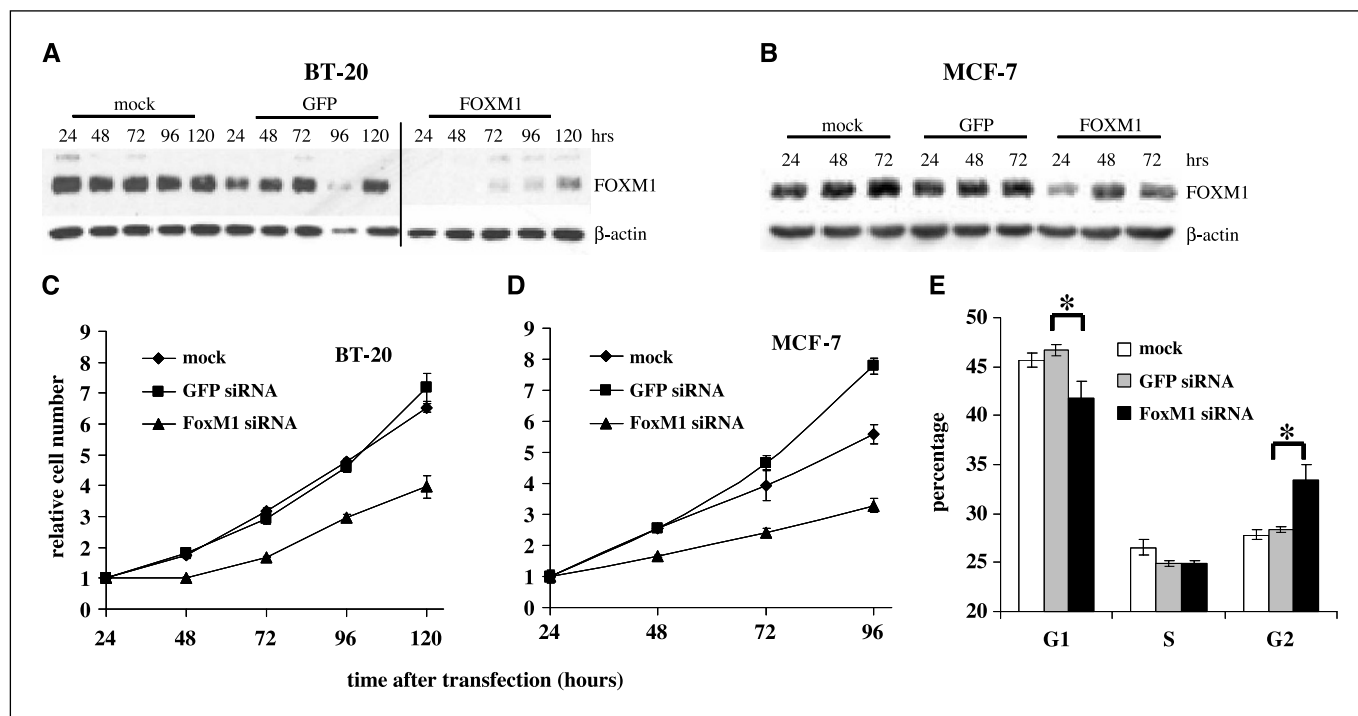 A
BT-20
mock GFP FOXM1
24 48 72 96 120 24 48 72 96 120 24 48 72 96 120 hrs
FOXM1
β-actin
B
MCF-7
mock GFP FOXM1
24 48 72 24 48 72 24 48 72 hrs
FOXM1
β-actin
C
BT-20
mock
GFP siRNA
FoxM1 siRNA
relative cell number
9
8
7
6
5
4
3
2
1
0
24 48 72 96 120
D
MCF-7
mock
GFP siRNA
FoxM1 siRNA
9
8
7
6
5
4
3
2
1
0
24 48 72 96
time after transfection (hours)
E
* *
mock
GFP siRNA
FoxM1 siRNA
percentage
50
45
40
35
30
25
20
G1 S G2